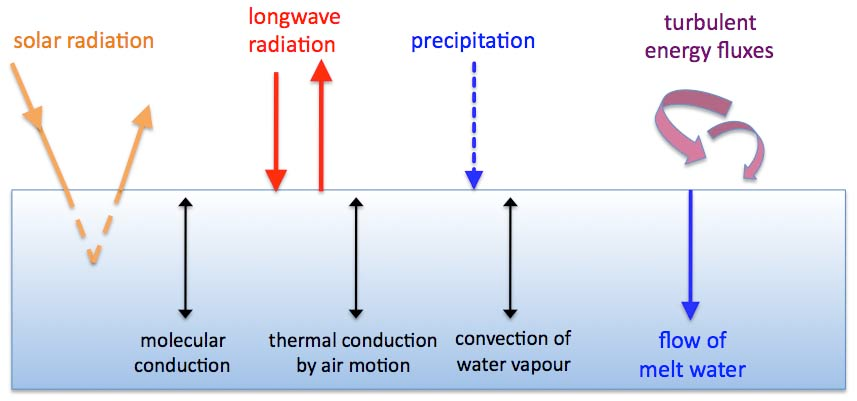 solar radiation
longwave
radiation
precipitation
turbulent
energy fluxes
molecular
conduction
thermal conduction
by air motion
convection of
water vapour
flow of
melt water